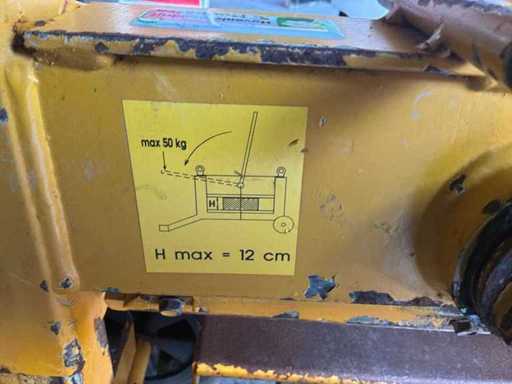 max 50 kg
H
H max = 12 cm